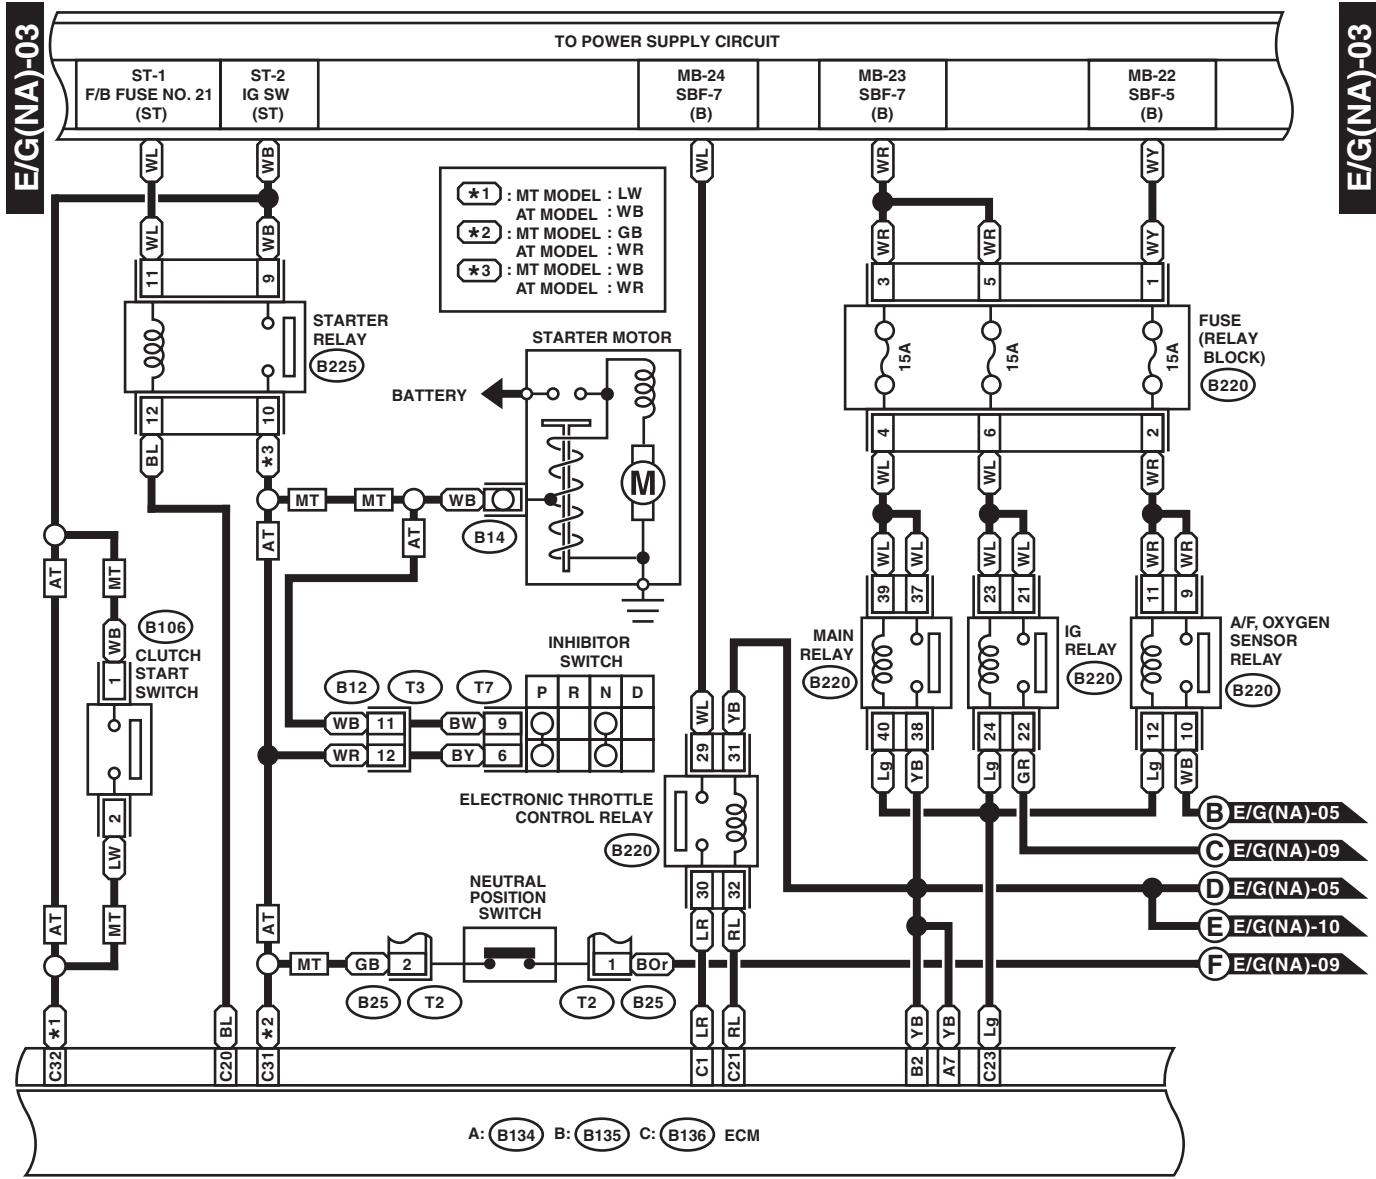 E/G(NA)-03
E/G(NA)-03
TO POWER SUPPLY CIRCUIT
ST-1
F/B FUSE NO. 21
(ST)
ST-2
IG SW
(ST)
MB-24
SBF-7
(B)
MB-23
SBF-7
(B)
MB-22
SBF-5
(B)
WL
WB
WL
WR
WY
*1 : MT MODEL : LW
AT MODEL : WB
*2 : MT MODEL : GB
AT MODEL : WR
*3 : MT MODEL : WB
AT MODEL : WR
WL
WB
WR
WR
WY
11
9
3
5
1
STARTER
RELAY
B225
STARTER MOTOR
BATTERY
M
15A
15A
15A
FUSE
(RELAY
BLOCK)
B220
12
10
4
6
2
BL
*3
WL
WL
WR
MT
MT
WB
B14
AT
AT
AT
MT
WL
WL
WL
WL
WR
WR
39
37
23
21
11
9
B106
CLUTCH
START
SWITCH
WB
1
2
LW
MT
AT
INHIBITOR
SWITCH
P R N D
B12
T3
T7
WB 11 BW 9
WR 12 BY 6
MAIN
RELAY
B220
IG
RELAY
B220
A/F, OXYGEN
SENSOR
RELAY
B220
WL
YB
29
31
40
38
24
22
12
10
Lg
YB
Lg
GR
Lg
WB
ELECTRONIC THROTTLE
CONTROL RELAY
B220
30
32
LR
RL
B E/G(NA)-05
C E/G(NA)-09
D E/G(NA)-05
E E/G(NA)-10
F E/G(NA)-09
NEUTRAL
POSITION
SWITCH
AT
MT GB 2 1 BOr
B25
T2
T2
B25
*1
BL
*2
LR
RL
YB
YB
Lg
C32
C20
C31
C1
C21
B2
A7
C23
A: B134 B: B135 C: B136 ECM